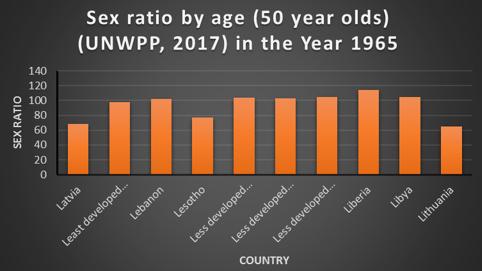 Sex ratio by age (50 year olds)
(UNWPP, 2017) in the Year 1965
SEX RATIO
140
120
100
80
60
40
20
0
Latvia
Least developed...
Lebanon
Lesotho
Less developed...
Less developed...
Less developed...
Liberia
Libya
Lithuania
COUNTRY